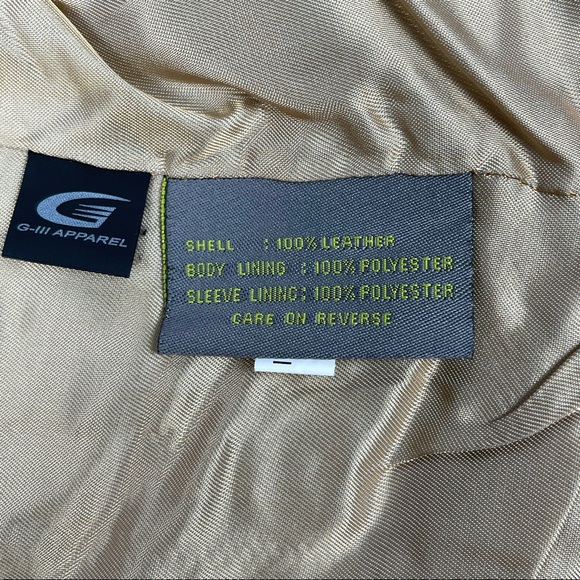 G-III APPAREL
SHELL : 100% LEATHER
BODY LINING : 100% POLYESTER
SLEEVE LINING : 100% POLYESTER
CARE ON REVERSE